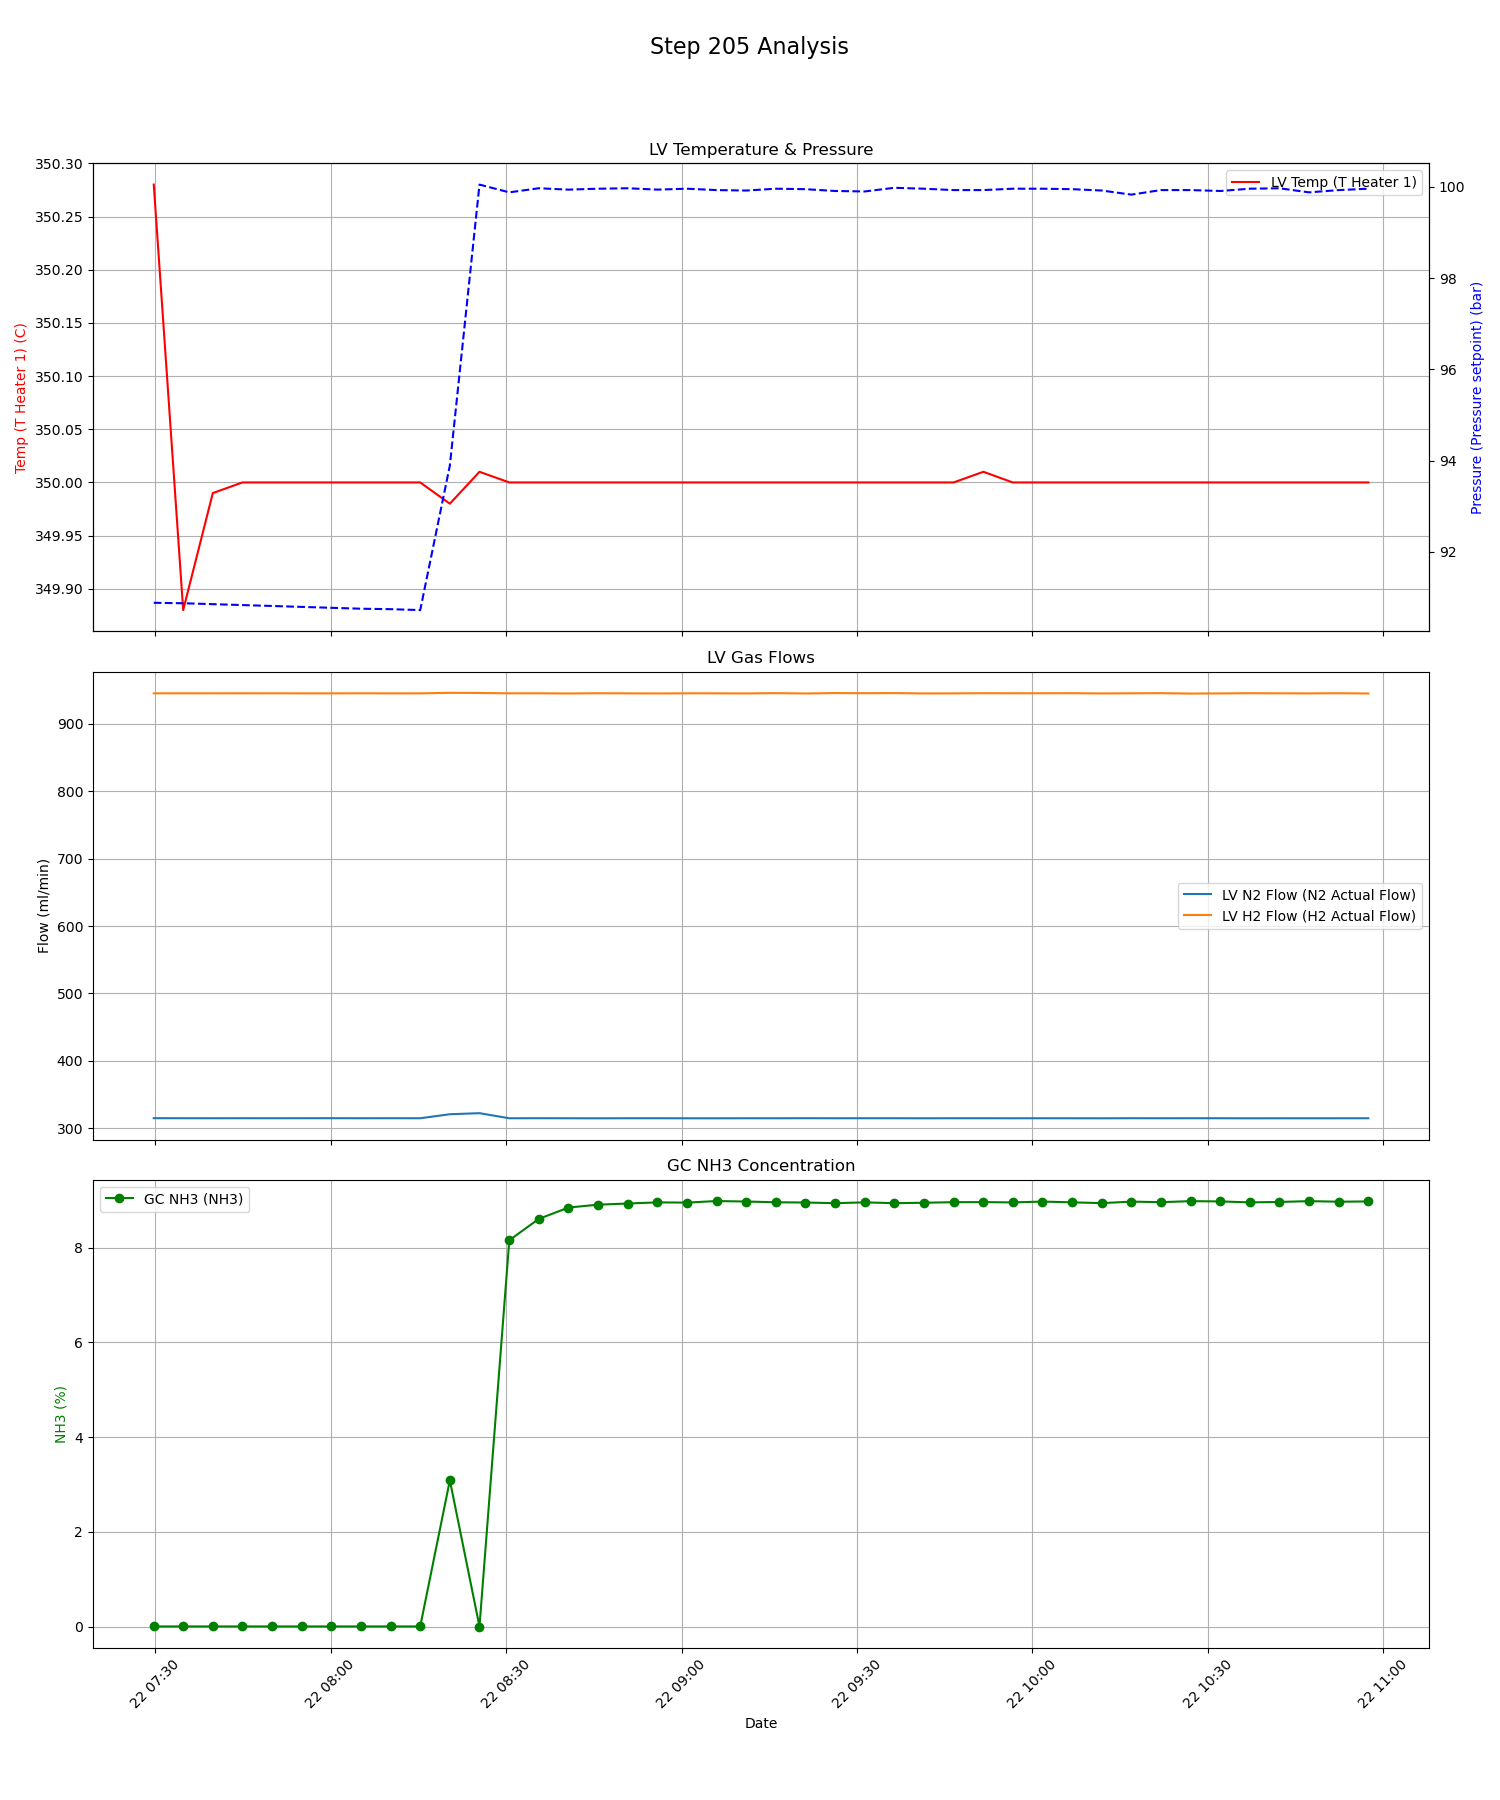 Step 205 Analysis
LV Temperature & Pressure
350.30
350.25
350.20
350.15
350.10
350.05
350.00
349.95
349.90
Temp (T Heater 1) (C)
LV Temp (T Heater 1)
100
98
96
94
92
Pressure (Pressure setpoint) (bar)
LV Gas Flows
900
800
700
600
500
400
300
Flow (ml/min)
LV N2 Flow (N2 Actual Flow)
LV H2 Flow (H2 Actual Flow)
GC NH3 Concentration
GC NH3 (NH3)
8
6
4
2
0
NH3 (%)
22 07:30
22 08:00
22 08:30
22 09:00
22 09:30
22 10:00
22 10:30
22 11:00
Date